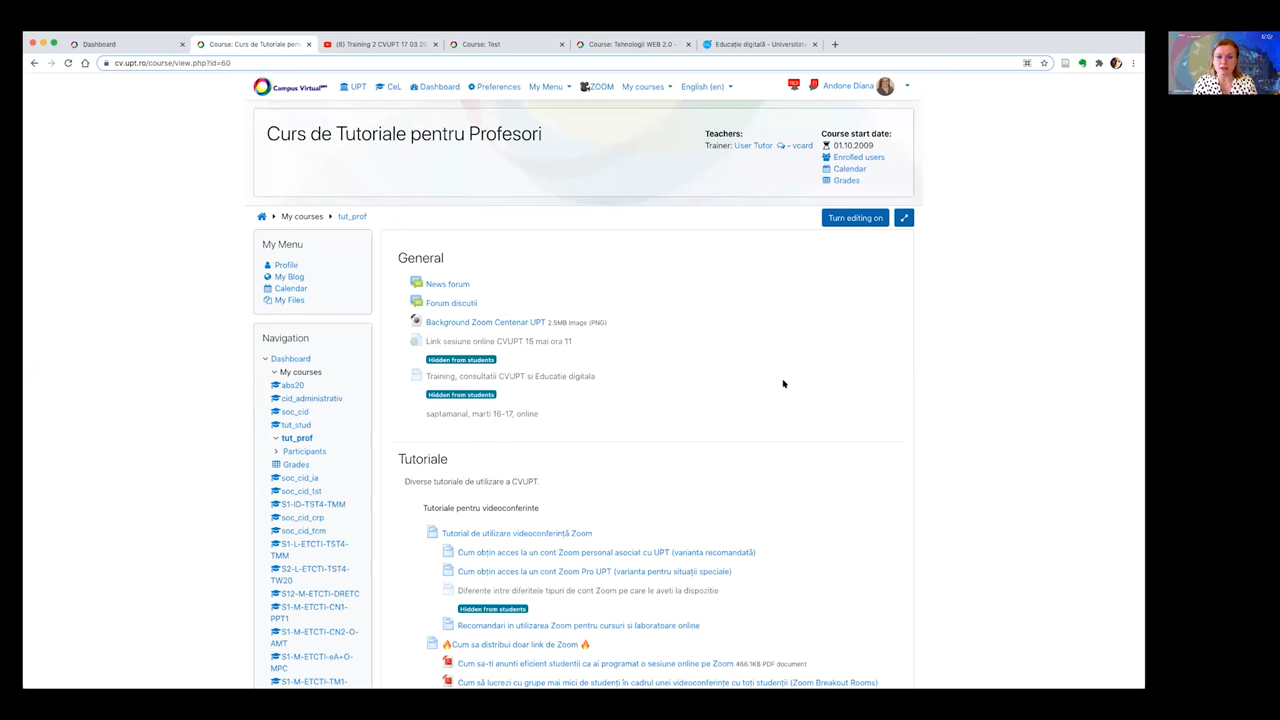 Dashboard
Course: Curs de Tutoriale pent
(8) Training 2 CVUPT 17 03 20
Course: Test
Course: Tehnologii WEB 2.0 -
Educație digitală - Universitate
cv.upt.ro/course/view.php?id=60
Campus Virtual UPT
CeL
Dashboard
Preferences
My Menu
ZOOM
My courses
English (en)
Andone Diana
Curs de Tutoriale pentru Profesori
Teachers:
Trainer: User Tutor - vcard
Course start date:
01.10.2009
Enrolled users
Calendar
Grades
My courses
tut_prof
Turn editing on
My Menu
Profile
My Blog
Calendar
My Files
Navigation
Dashboard
My courses
abs20
cid_administrativ
soc_cid
tut_stud
tut_prof
Participants
Grades
soc_cid_ia
soc_cid_tst
S1-ID-TST4-TMM
soc_cid_crp
soc_cid_tcm
S1-L-ETCTI-TST4-
TMM
S2-L-ETCTI-TST4-
TW20
S12-M-ETCTI-DRETC
S1-M-ETCTI-CN1-
PPT1
S1-M-ETCTI-CN2-O-
AMT
S1-M-ETCTI-eA+O-
MPC
S1-M-ETCTI-TM1-
General
News forum
Forum discutii
Background Zoom Centenar UPT 2.5MB Image (PNG)
Link sesiune online CVUPT 15 mai ora 11
Hidden from students
Training, consultatii CVUPT si Educatie digitala
Hidden from students
saptamanal, marti 16-17, online
Tutoriale
Diverse tutoriale de utilizare a CVUPT.
Tutoriale pentru videoconferinte
Tutorial de utilizare videoconferință Zoom
Cum obțin acces la un cont Zoom personal asociat cu UPT (varianta recomandată)
Cum obțin acces la un cont Zoom Pro UPT (varianta pentru situații speciale)
Diferente intre diferitele tipuri de cont Zoom pe care le aveti la dispozitie
Hidden from students
Recomandari in utilizarea Zoom pentru cursuri si laboratoare online
🔥Cum sa distribui doar link de Zoom 🔥
Cum sa-ti anunti eficient studentii ca ai programat o sesiune online pe Zoom 466.1KB PDF document
Cum să lucrezi cu grupe mai mici de studenți în cadrul unei videoconferințe cu toți studenții (Zoom Breakout Rooms)